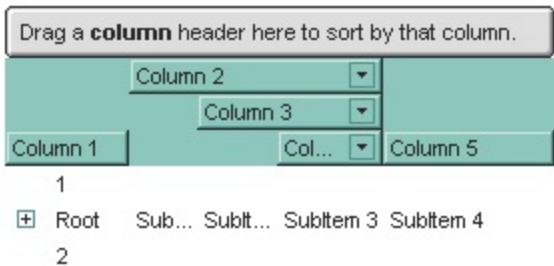 Drag a column header here to sort by that column.
Column 2
Column 3
Column 1 Col... Column 5
1
Root Sub... SubIt... SubItem 3 SubItem 4
2